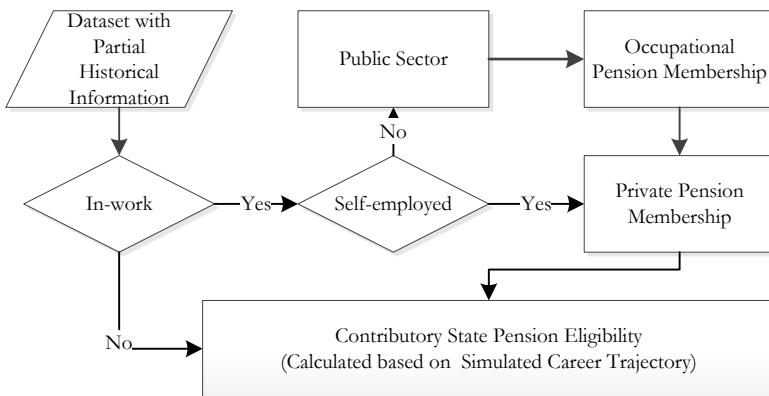 Dataset with
Partial
Historical
Information
Public Sector
Occupational
Pension Membership
No
In-work
Yes
Self-employed
Yes
Private Pension
Membership
No
Contributory State Pension Eligibility
(Calculated based on  Simulated Career Trajectory)